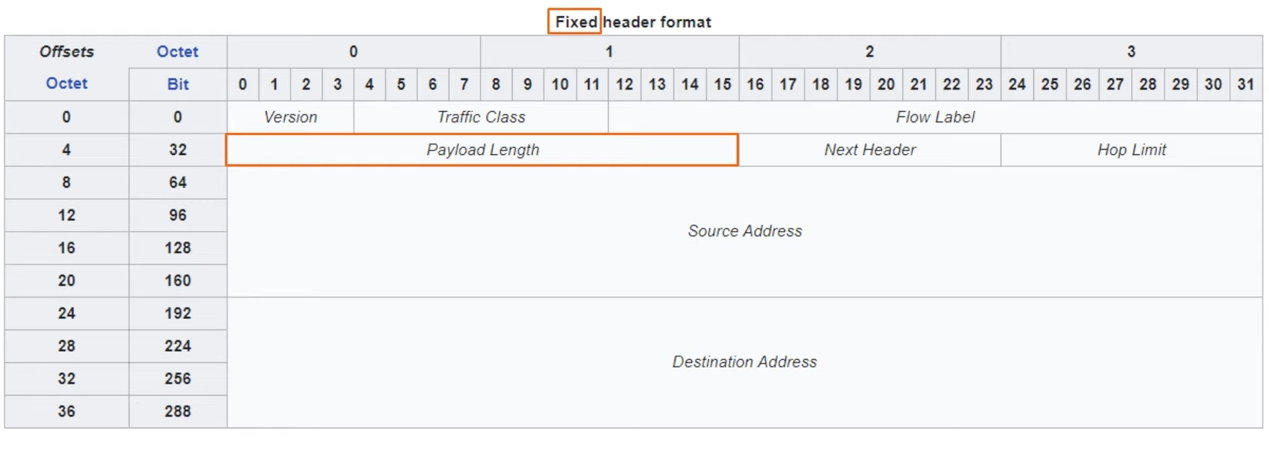 Fixed header format
Offsets Octet 0 1 2 3
Octet Bit 0 1 2 3 4 5 6 7 8 9 10 11 12 13 14 15 16 17 18 19 20 21 22 23 24 25 26 27 28 29 30 31
0 0 Version Traffic Class Flow Label
4 32 Payload Length Next Header Hop Limit
8 64
12 96
Source Address
16 128
20 160
24 192
28 224
Destination Address
32 256
36 288